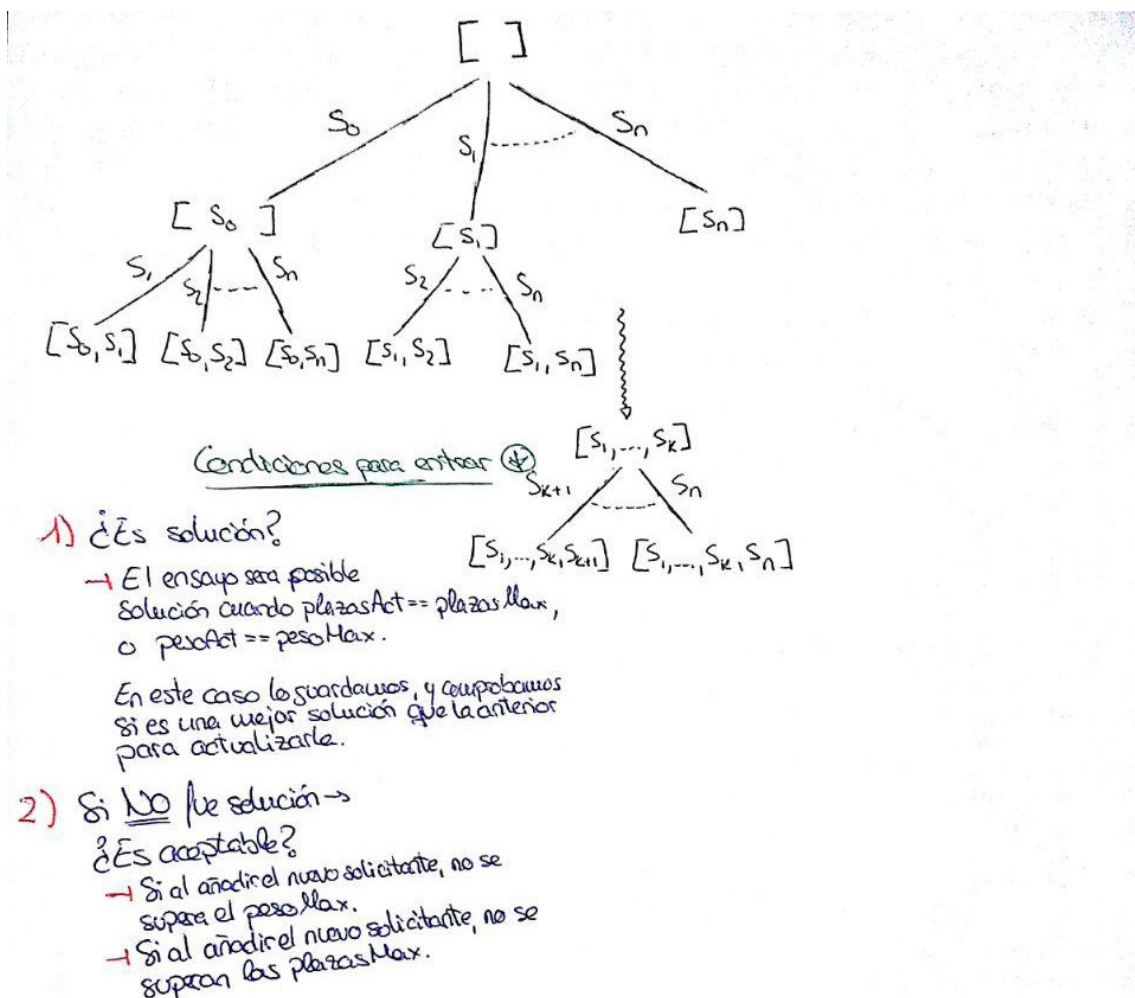 [ ]
S0 S1 Sn
[ S0 ] [S1] [Sn]
S1 S2 Sn S2 Sn
[S0, S1] [S0, S2] [S0, Sn] [S1, S2] [S1, Sn]
[S1, ..., Sk]
Condiciones para entrar
Sk+1 Sn
[S1, ..., Sk, Sk+1] [S1, ..., Sk, Sn]
1) ¿Es solución?
→ El ensayo sera posible
solución cuando plazasAct == plazasMax,
o pesoAct == pesoMax.
En este caso lo guardamos, y comprobamos
si es una mejor solución que la anterior
para actualizarla.
2) Si NO fue solución →
¿Es aceptable?
→ Si al añadir el nuevo solicitante, no se
supera el pesoMax.
→ Si al añadir el nuevo solicitante, no se
superan las plazasMax.